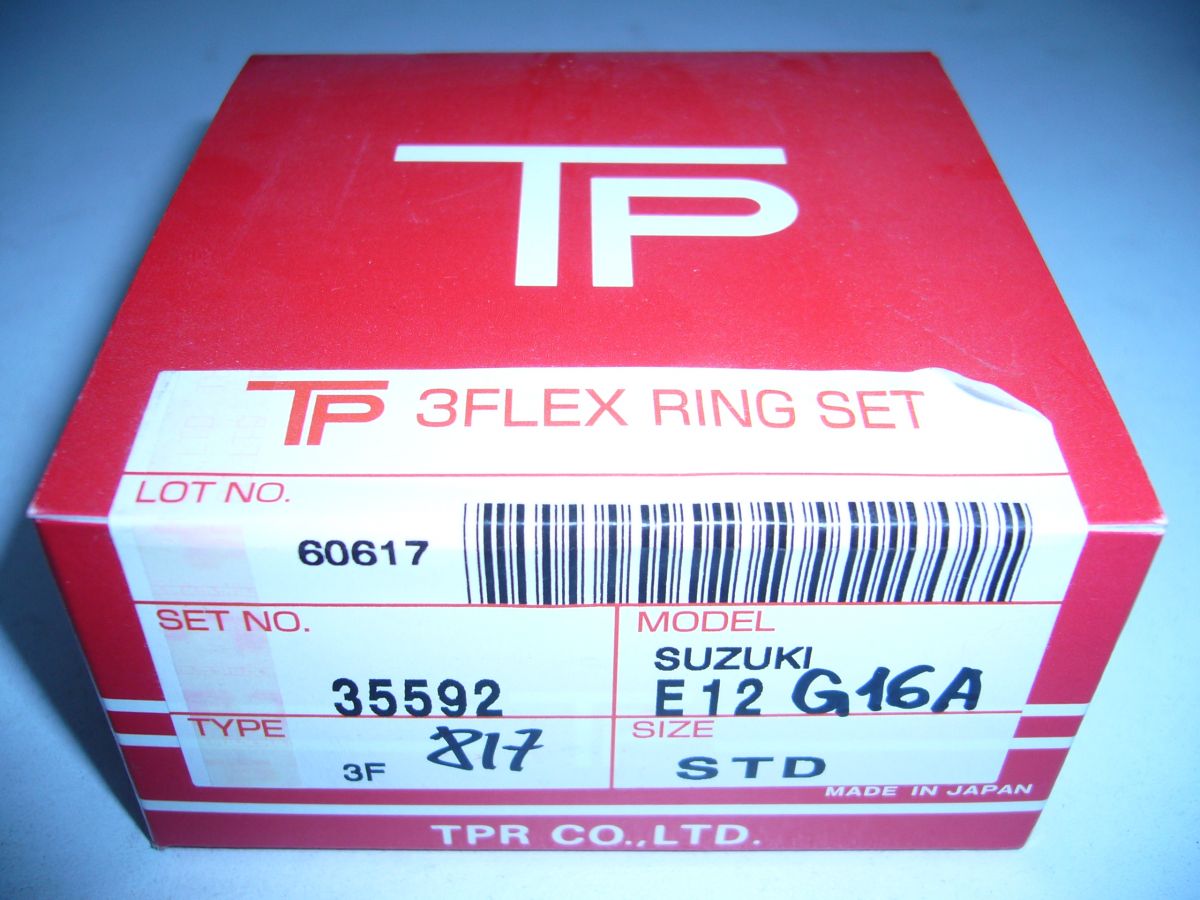 TP
TP 3FLEX RING SET
LOT NO.
60617
SET NO.
35592
MODEL
SUZUKI
E12 G16A
TYPE
3F 817
SIZE
STD
MADE IN JAPAN
TPR CO.,LTD.